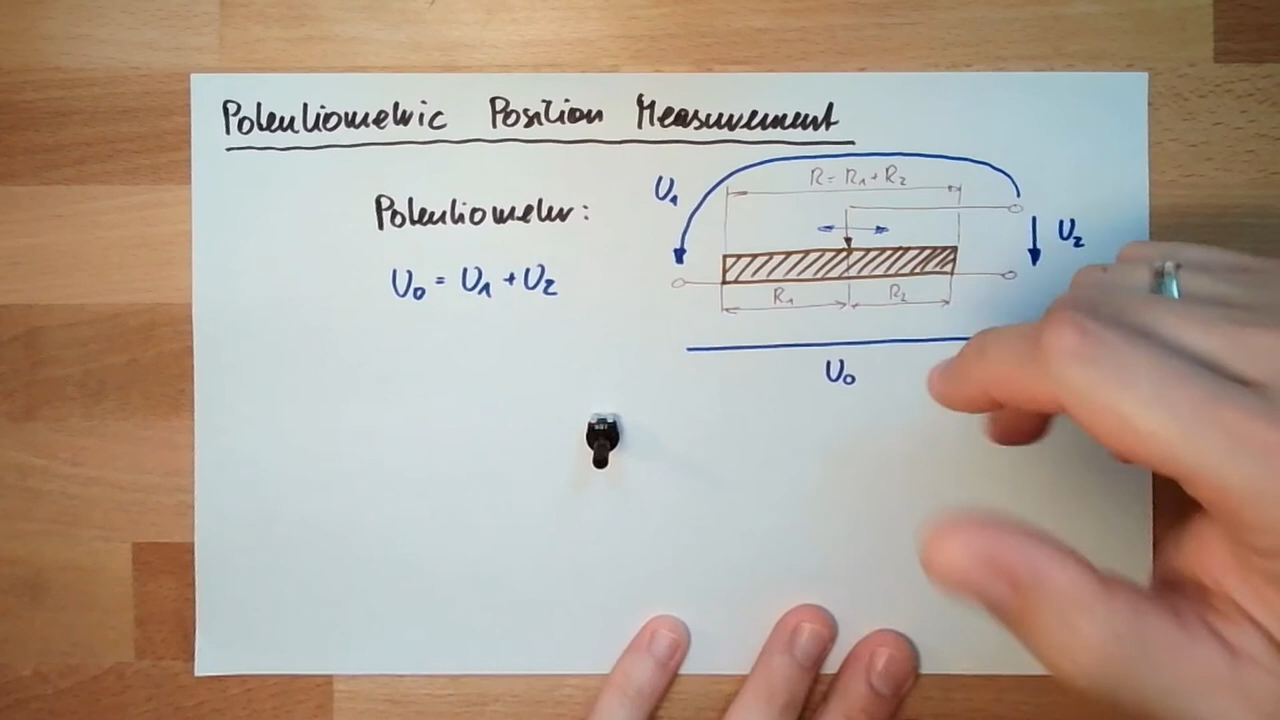 Potentiometric Position Measurement
R = R1 + R2
U1
Potentiometer:
U2
U0 = U1 + U2
R1 R2
U0